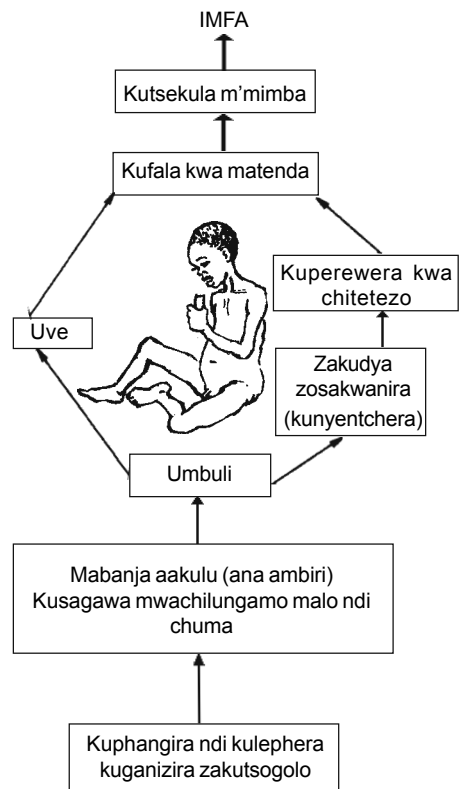 IMFA
Kutsekula m'mimba
Kufala kwa matenda
Kuperewera kwa
chitetezo
Uve
Zakudya
zosakwanira
(kunyentchera)
Umbuli
Mabanja aakulu (ana ambiri)
Kusagawa mwachilungamo malo ndi
chuma
Kuphangira ndi kulephera
kuganizira zakutsogolo